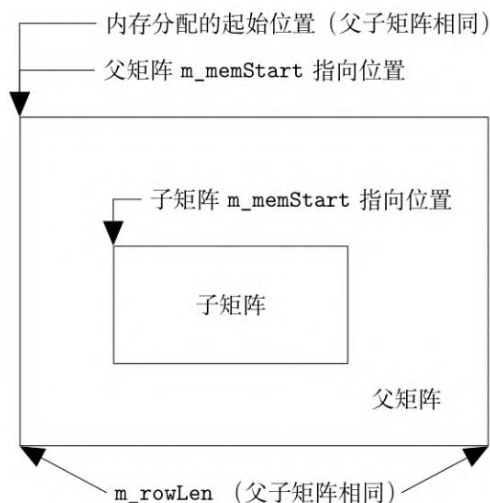 内存分配的起始位置（父子矩阵相同）
父矩阵 m_memStart 指向位置
子矩阵 m_memStart 指向位置
子矩阵
父矩阵
m_rowLen （父子矩阵相同）